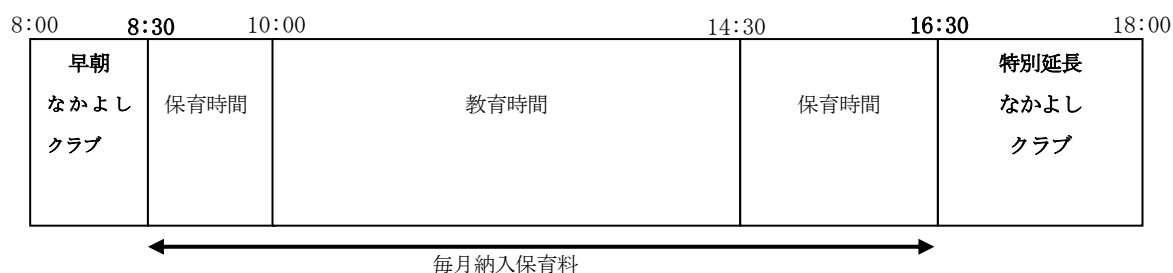 8:00 8:30 10:00 14:30 16:30 18:00
早朝
なかよし
クラブ
保育時間
教育時間
保育時間
特別延長
なかよし
クラブ
毎月納入保育料